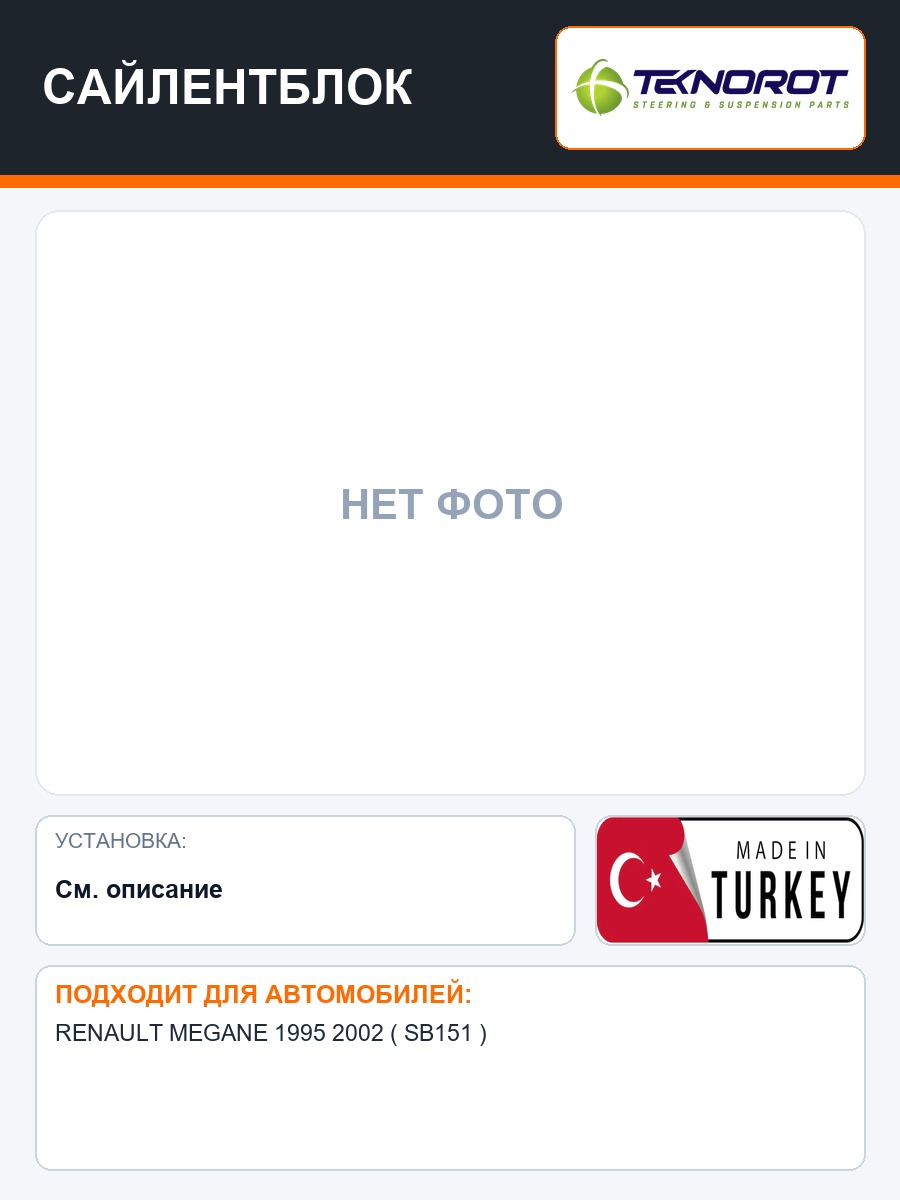 САЙЛЕНТБЛОК
TEKNOROT
STEERING & SUSPENSION PARTS
НЕТ ФОТО
УСТАНОВКА:
См. описание
MADE IN
TURKEY
ПОДХОДИТ ДЛЯ АВТОМОБИЛЕЙ:
RENAULT MEGANE 1995 2002 ( SB151 )